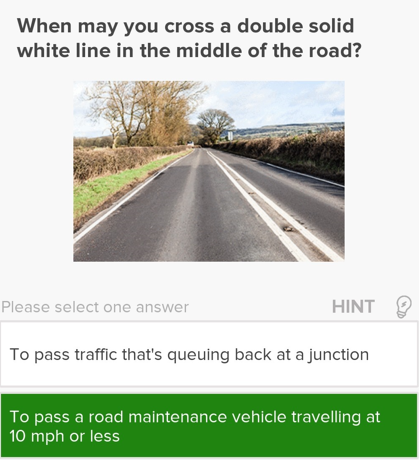 When may you cross a double solid
white line in the middle of the road?
Please select one answer
HINT
To pass traffic that's queuing back at a junction
To pass a road maintenance vehicle travelling at
10 mph or less